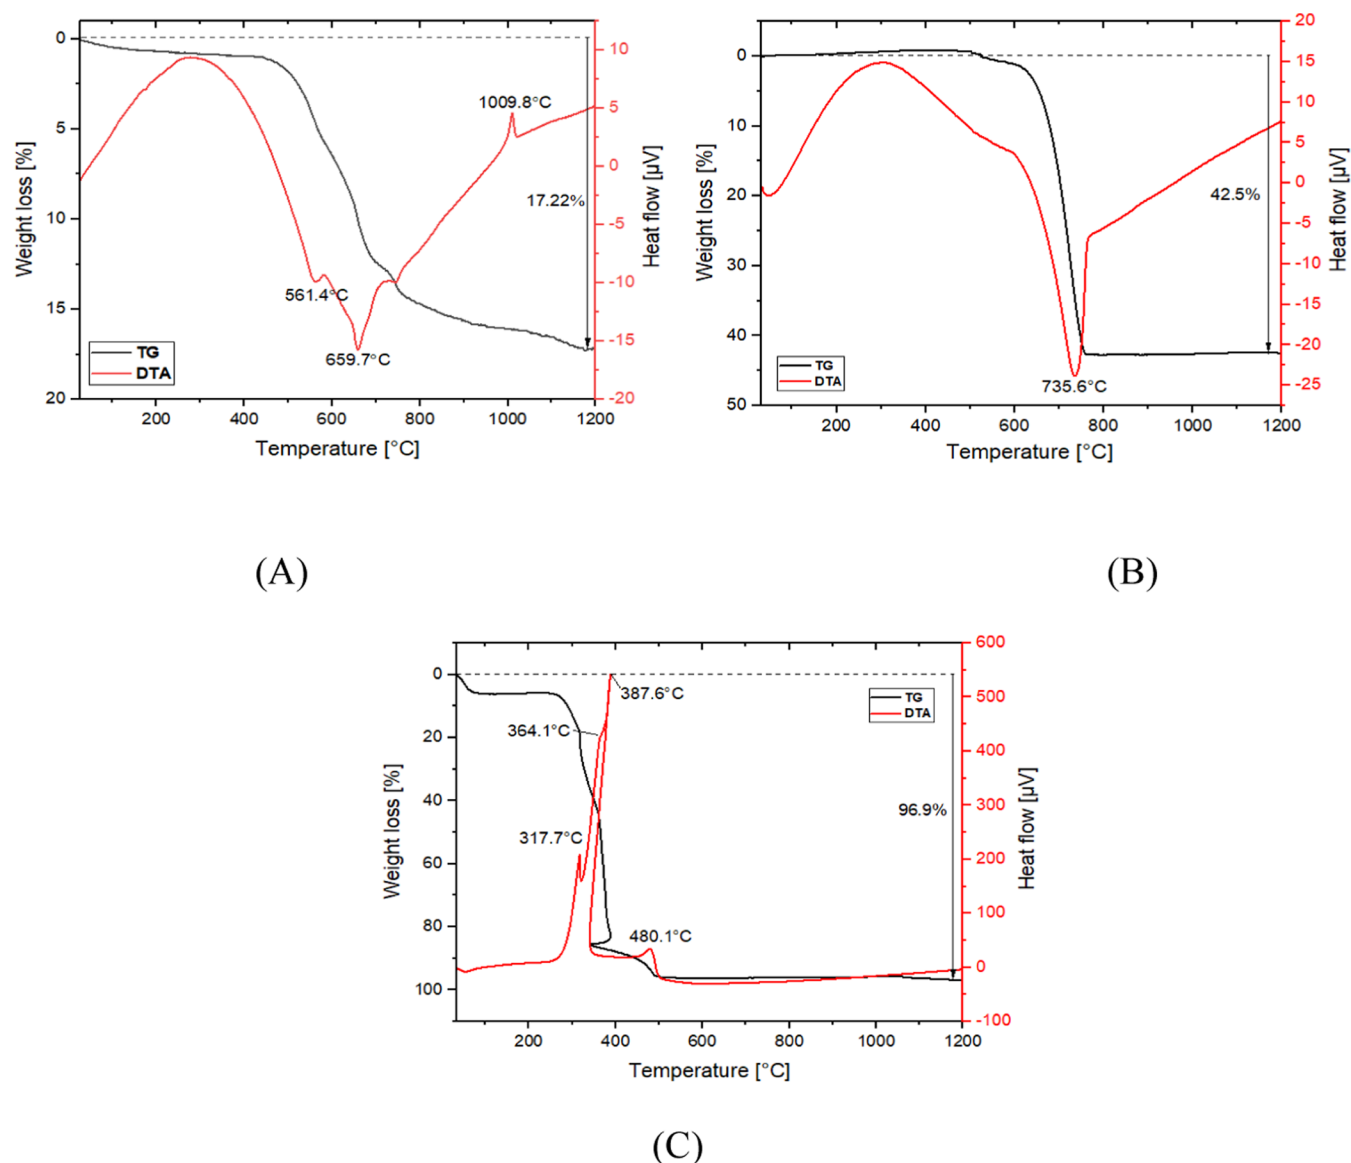 0
5
10
15
20
Weight loss [%]
200 400 600 800 1000 1200
Temperature [°C]
10
5
0
-5
-10
-15
-20
Heat flow [µV]
1009.8°C
17.22%
561.4°C
659.7°C
TG
DTA
(A)
0
10
20
30
40
50
Weight loss [%]
200 400 600 800 1000 1200
Temperature [°C]
20
15
10
5
0
-5
-10
-15
-20
-25
Heat flow [µV]
42.5%
735.6°C
TG
DTA
(B)
0
20
40
60
80
100
Weight loss [%]
200 400 600 800 1000 1200
Temperature [°C]
600
500
400
300
200
100
0
-100
Heat flow [µV]
387.6°C
364.1°C
317.7°C
480.1°C
96.9%
TG
DTA
(C)